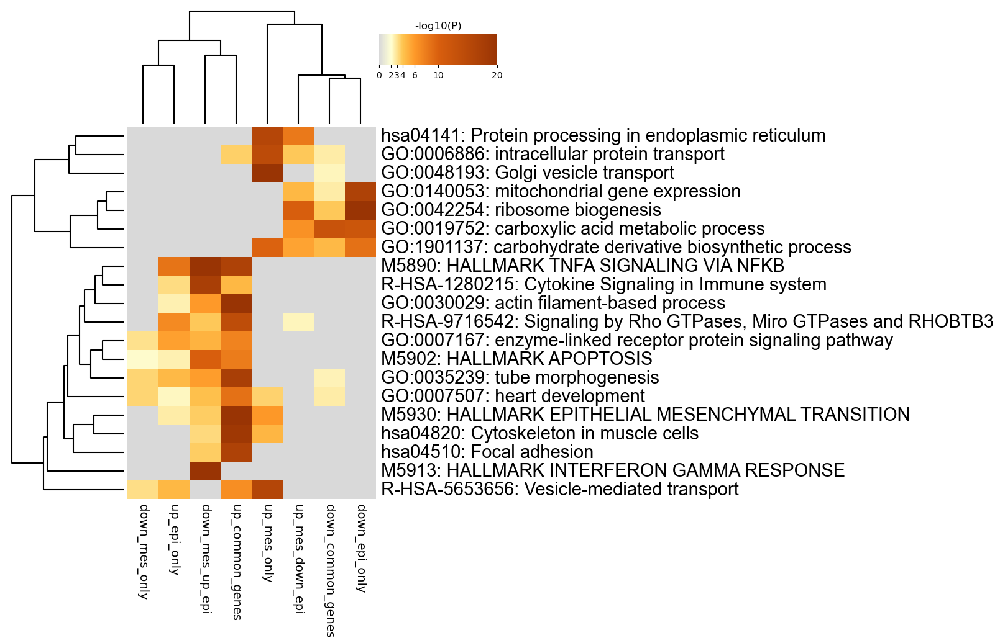 -log10(P)
0 2 3 4 6 10 20
hsa04141: Protein processing in endoplasmic reticulum
GO:0006886: intracellular protein transport
GO:0048193: Golgi vesicle transport
GO:0140053: mitochondrial gene expression
GO:0042254: ribosome biogenesis
GO:0019752: carboxylic acid metabolic process
GO:1901137: carbohydrate derivative biosynthetic process
M5890: HALLMARK TNFA SIGNALING VIA NFKB
R-HSA-1280215: Cytokine Signaling in Immune system
GO:0030029: actin filament-based process
R-HSA-9716542: Signaling by Rho GTPases, Miro GTPases and RHOBTB3
GO:0007167: enzyme-linked receptor protein signaling pathway
M5902: HALLMARK APOPTOSIS
GO:0035239: tube morphogenesis
GO:0007507: heart development
M5930: HALLMARK EPITHELIAL MESENCHYMAL TRANSITION
hsa04820: Cytoskeleton in muscle cells
hsa04510: Focal adhesion
M5913: HALLMARK INTERFERON GAMMA RESPONSE
R-HSA-5653656: Vesicle-mediated transport
down_mes_only
up_epi_only
down_mes_up_epi
up_common_genes
up_mes_only
up_mes_down_epi
down_common_genes
down_epi_only